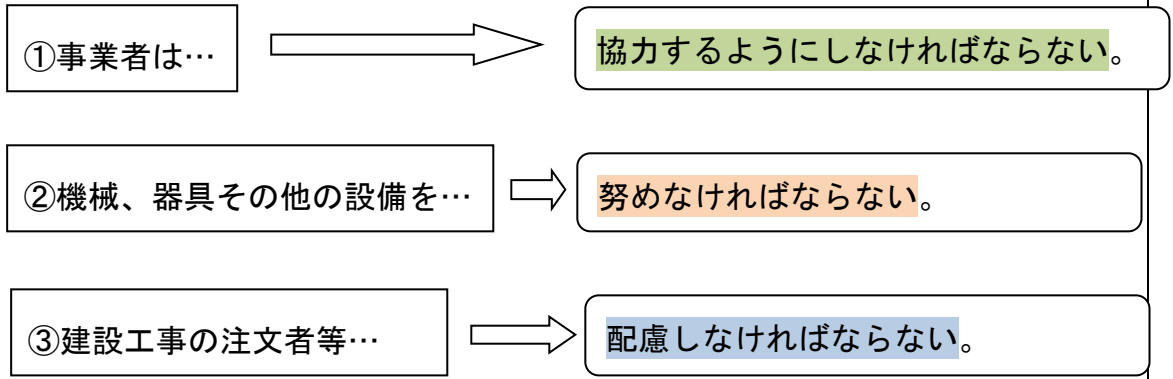 ①事業者は…
協力するようにしなければならない。
②機械、器具その他の設備を…
努めなければならない。
③建設工事の注文者等…
配慮しなければならない。